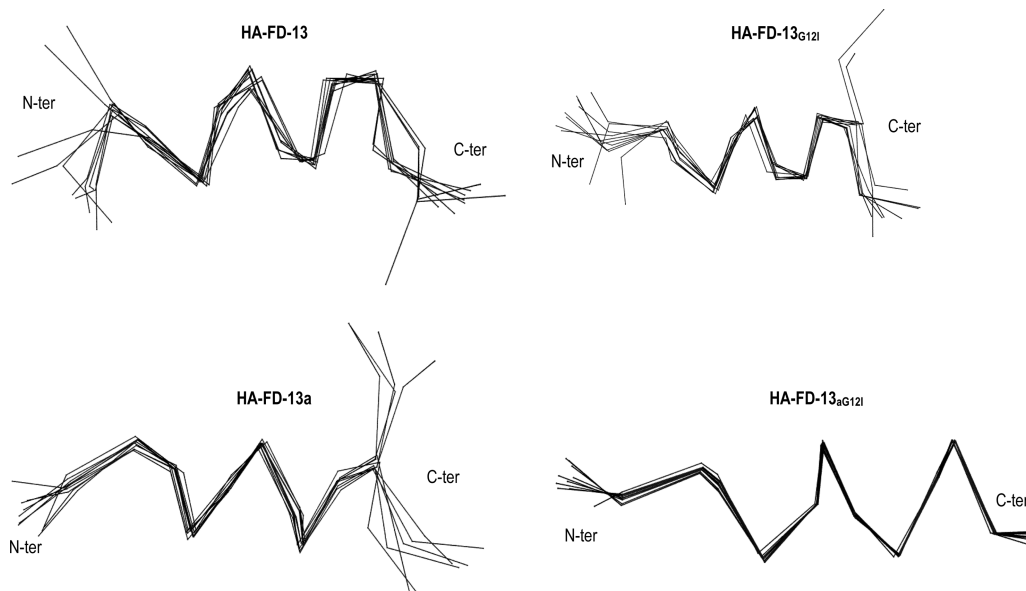 HA-FD-13
N-ter
C-ter
HA-FD-13G12I
N-ter
C-ter
HA-FD-13a
N-ter
C-ter
HA-FD-13aG12I
N-ter
C-ter